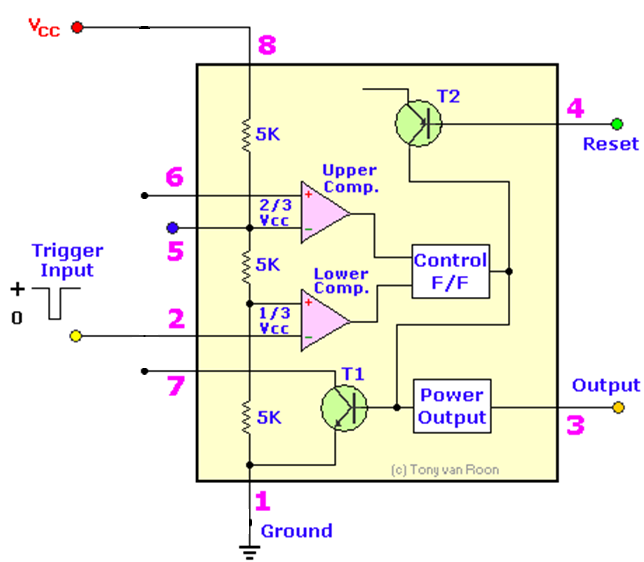 VCC
8
T2
4
Reset
5K
6
Upper
Comp.
+
2/3
Vcc
-
5
Trigger
Input
+
0
5K
Lower
Comp.
Control
F/F
+
1/3
Vcc
-
2
7
T1
5K
Power
Output
Output
3
(c) Tony van Roon
1
Ground